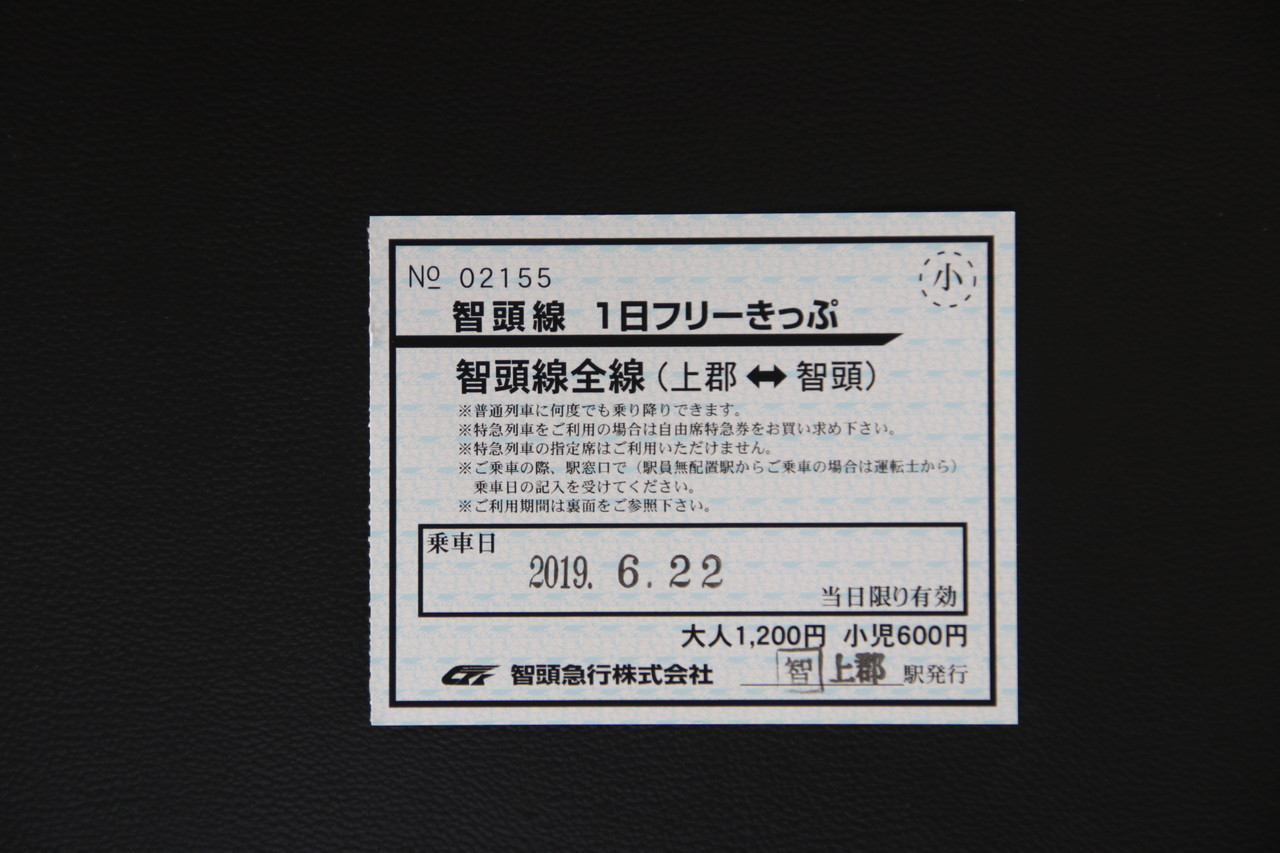 No 02155
小
智頭線 1日フリーきっぷ
智頭線全線(上郡⬌智頭)
※普通列車に何度でも乗り降りできます。
※特急列車をご利用の場合は自由席特急券をお買い求め下さい。
※特急列車の指定席はご利用いただけません。
※ご乗車の際、駅窓口で(駅員無配置駅からご乗車の場合は運転士から)
乗車日の記入を受けてください。
※ご利用期間は裏面をご参照下さい。
乗車日
2019. 6.22
当日限り有効
大人1,200円 小児600円
智頭急行株式会社 智 上郡 駅発行